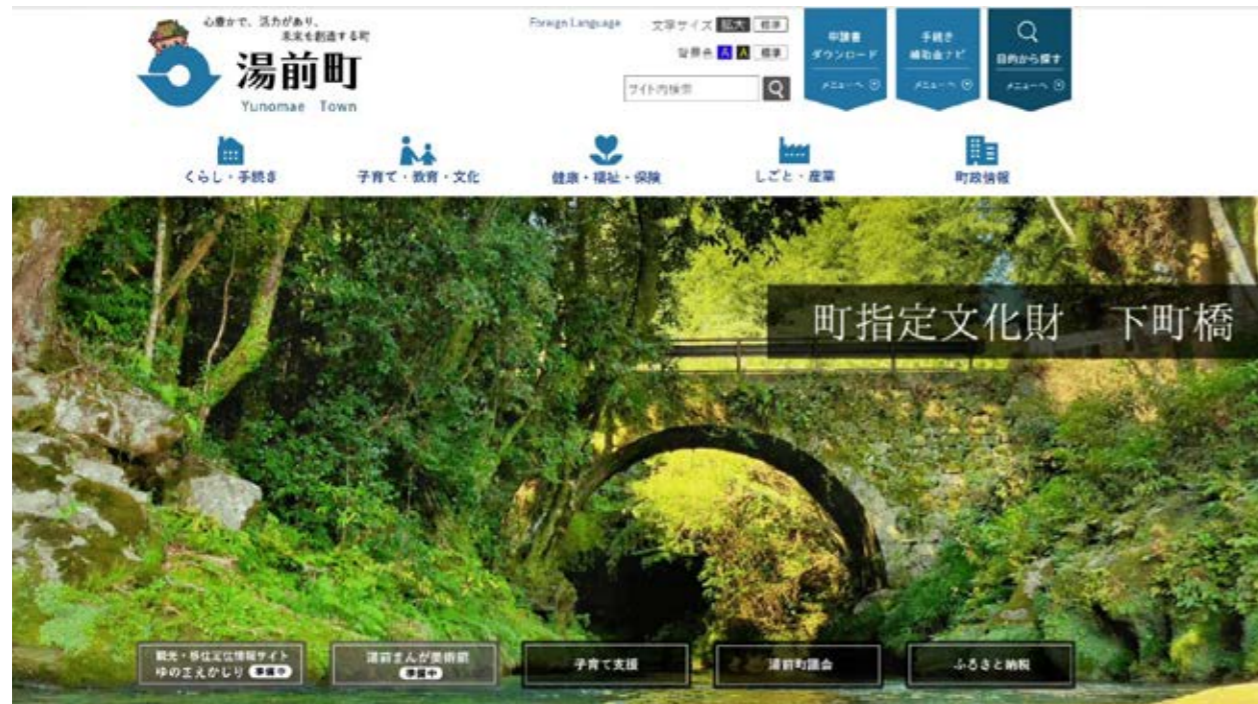 心豊かで、活力があり、
未来を創造する町
湯前町
Yunomae Town
Foreign Language
文字サイズ 拡大 標準
背景色 A A 標準
サイト内検索
申請書
ダウンロード
メニューへ
手続き
補助金ナビ
メニューへ
目的から探す
メニューへ
くらし・手続き
子育て・教育・文化
健康・福祉・保険
しごと・産業
町政情報
町指定文化財 下町橋
観光・移住定住情報サイト
ゆのまえかしり 準備中
湯前まんが美術館
準備中
子育て支援
湯前町議会
ふるさと納税